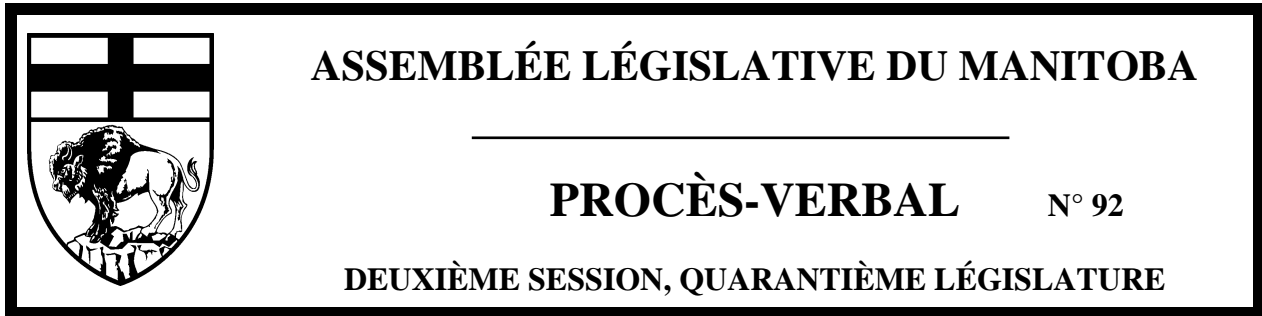 ASSEMBLÉE LÉGISLATIVE DU MANITOBA
PROCÈS-VERBAL N° 92
DEUXIÈME SESSION, QUARANTIÈME LÉGISLATURE